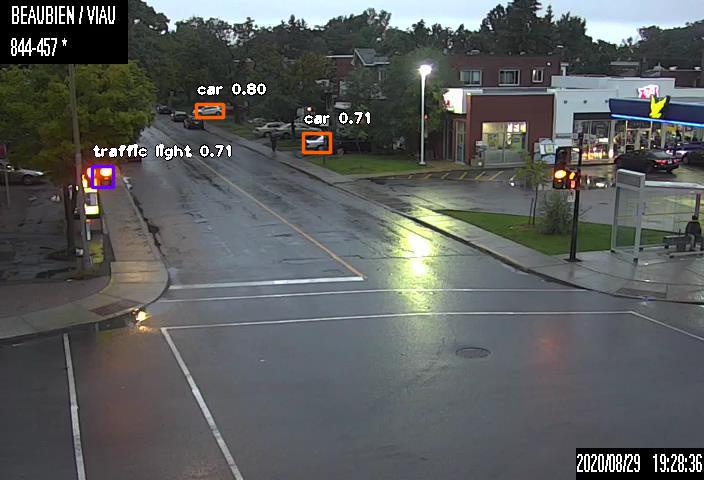 BEAUBIEN / VIAU
844-457 *
car 0.80
car 0.71
traffic light 0.71
2020/08/29 19:28:36